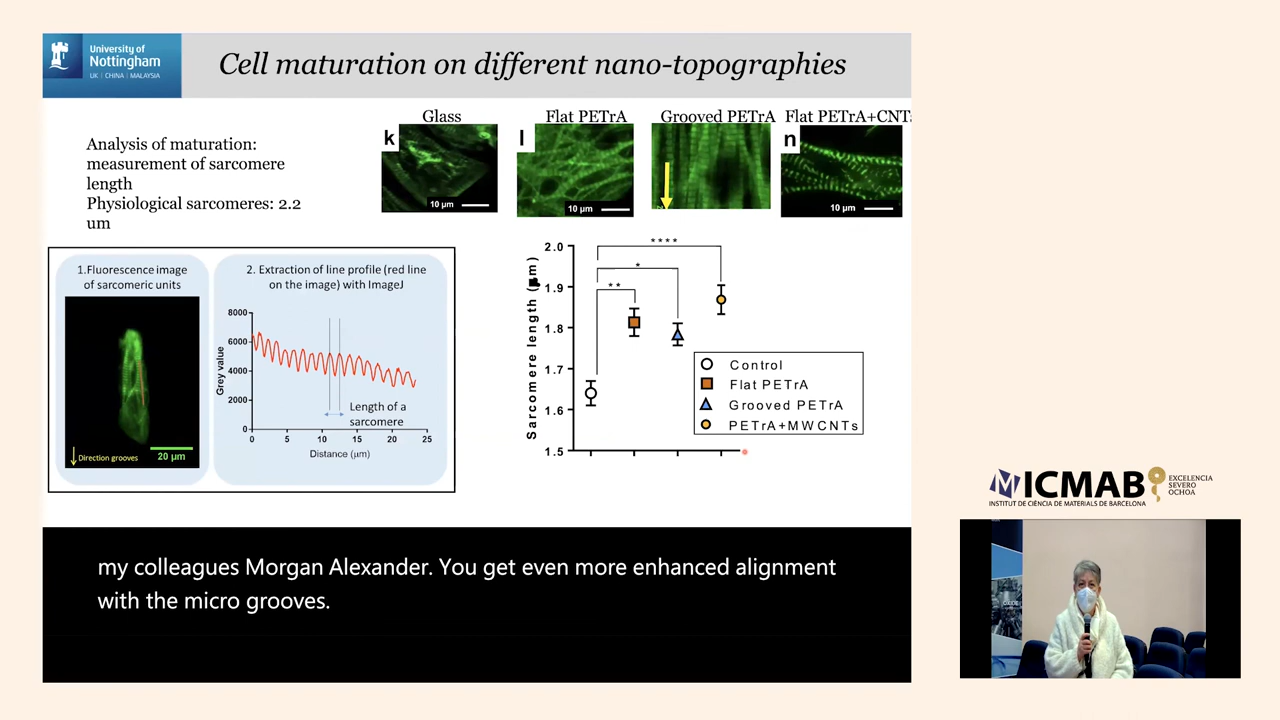 University of
Nottingham
UK | CHINA | MALAYSIA
Cell maturation on different nano-topographies
Analysis of maturation:
measurement of sarcomere
length
Physiological sarcomeres: 2.2
um
Glass
Flat PETrA
Grooved PETrA
Flat PETrA+CNTs
k
l
n
10 µm
10 µm
10 µm
1.Fluorescence image
of sarcomeric units
Direction grooves
20 µm
2. Extraction of line profile (red line
on the image) with ImageJ
Grey value
8000
6000
4000
2000
0
Length of a
sarcomere
0 5 10 15 20 25
Distance (µm)
Sarcomere length (µm)
2.0
1.9
1.8
1.7
1.6
1.5
****
*
**
Control
Flat PETrA
Grooved PETrA
PETrA+MWCNTs
my colleagues Morgan Alexander. You get even more enhanced alignment
with the micro grooves.
ICMAB
INSTITUT DE CIÈNCIA DE MATERIALS DE BARCELONA
EXCELENCIA
SEVERO
OCHOA